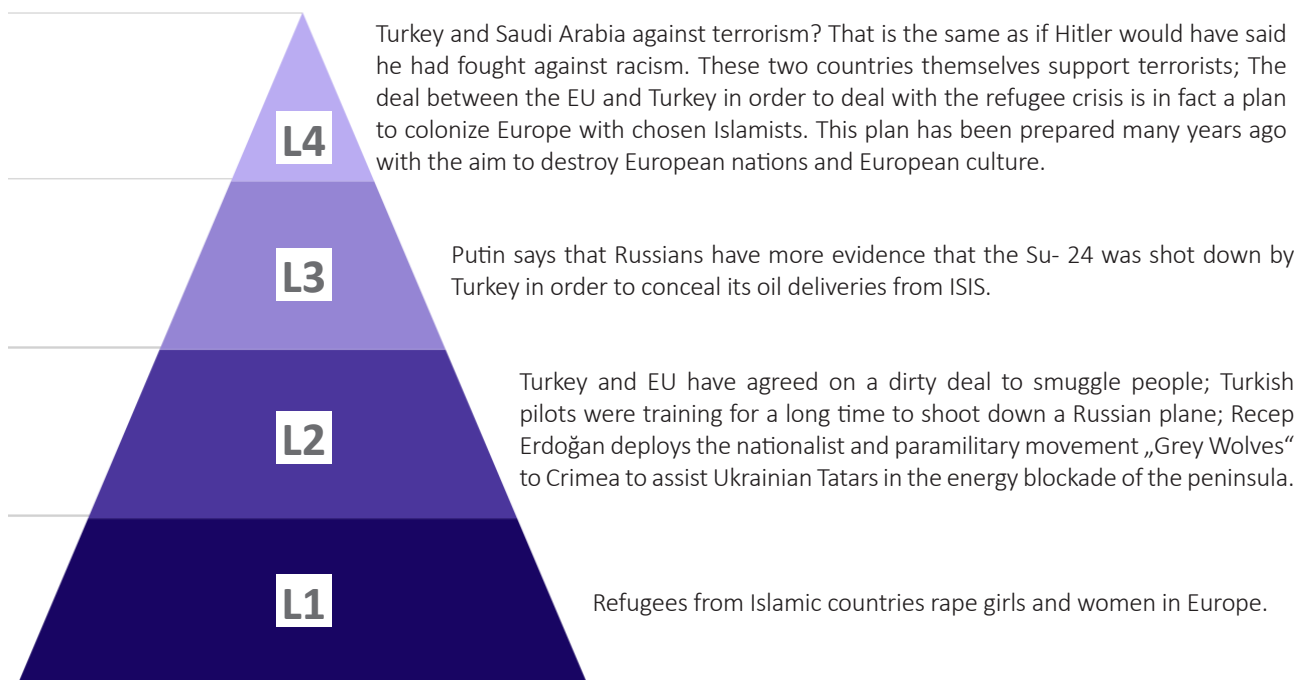 Turkey and Saudi Arabia against terrorism? That is the same as if Hitler would have said
he had fought against racism. These two countries themselves support terrorists; The
deal between the EU and Turkey in order to deal with the refugee crisis is in fact a plan
to colonize Europe with chosen Islamists. This plan has been prepared many years ago
with the aim to destroy European nations and European culture.
L4
Putin says that Russians have more evidence that the Su- 24 was shot down by
Turkey in order to conceal its oil deliveries from ISIS.
L3
Turkey and EU have agreed on a dirty deal to smuggle people; Turkish
pilots were training for a long time to shoot down a Russian plane; Recep
Erdoğan deploys the nationalist and paramilitary movement „Grey Wolves“
to Crimea to assist Ukrainian Tatars in the energy blockade of the peninsula.
L2
Refugees from Islamic countries rape girls and women in Europe.
L1